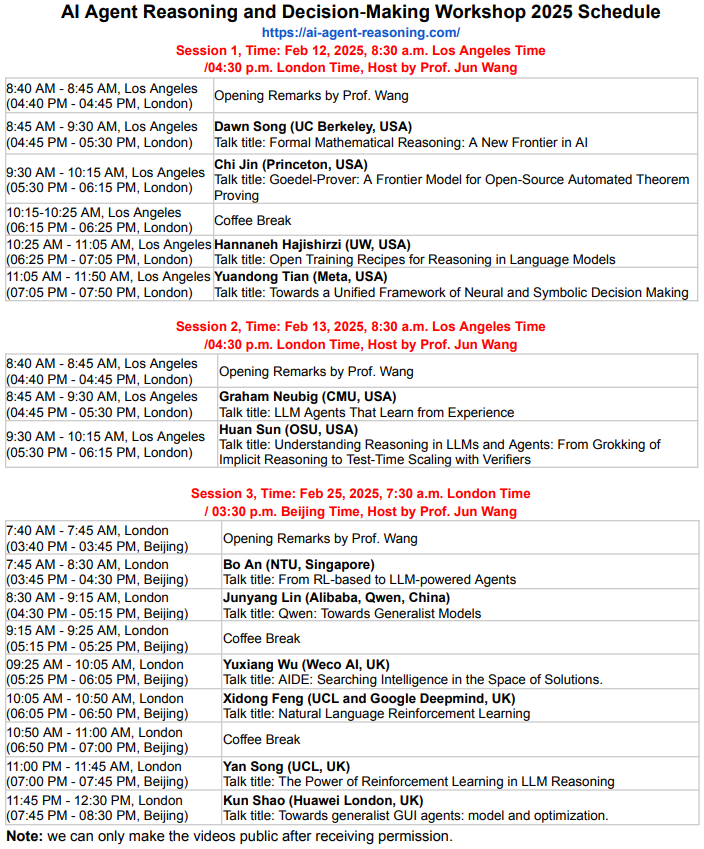 AI Agent Reasoning and Decision-Making Workshop 2025 Schedule
https://ai-agent-reasoning.com/
Session 1, Time: Feb 12, 2025, 8:30 a.m. Los Angeles Time
/04:30 p.m. London Time, Host by Prof. Jun Wang
8:40 AM - 8:45 AM, Los Angeles
(04:40 PM - 04:45 PM, London)
Opening Remarks by Prof. Wang
8:45 AM - 9:30 AM, Los Angeles
(04:45 PM - 05:30 PM, London)
Dawn Song (UC Berkeley, USA)
Talk title: Formal Mathematical Reasoning: A New Frontier in AI
9:30 AM - 10:15 AM, Los Angeles
(05:30 PM - 06:15 PM, London)
Chi Jin (Princeton, USA)
Talk title: Goedel-Prover: A Frontier Model for Open-Source Automated Theorem
Proving
10:15-10:25 AM, Los Angeles
(06:15 PM - 06:25 PM, London)
Coffee Break
10:25 AM - 11:05 AM, Los Angeles
(06:25 PM - 07:05 PM, London)
Hannaneh Hajishirzi (UW, USA)
Talk title: Open Training Recipes for Reasoning in Language Models
11:05 AM - 11:50 AM, Los Angeles
(07:05 PM - 07:50 PM, London)
Yuandong Tian (Meta, USA)
Talk title: Towards a Unified Framework of Neural and Symbolic Decision Making
Session 2, Time: Feb 13, 2025, 8:30 a.m. Los Angeles Time
/04:30 p.m. London Time, Host by Prof. Jun Wang
8:40 AM - 8:45 AM, Los Angeles
(04:40 PM - 04:45 PM, London)
Opening Remarks by Prof. Wang
8:45 AM - 9:30 AM, Los Angeles
(04:45 PM - 05:30 PM, London)
Graham Neubig (CMU, USA)
Talk title: LLM Agents That Learn from Experience
9:30 AM - 10:15 AM, Los Angeles
(05:30 PM - 06:15 PM, London)
Huan Sun (OSU, USA)
Talk title: Understanding Reasoning in LLMs and Agents: From Grokking of
Implicit Reasoning to Test-Time Scaling with Verifiers
Session 3, Time: Feb 25, 2025, 7:30 a.m. London Time
/ 03:30 p.m. Beijing Time, Host by Prof. Jun Wang
7:40 AM - 7:45 AM, London
(03:40 PM - 03:45 PM, Beijing)
Opening Remarks by Prof. Wang
7:45 AM - 8:30 AM, London
(03:45 PM - 04:30 PM, Beijing)
Bo An (NTU, Singapore)
Talk title: From RL-based to LLM-powered Agents
8:30 AM - 9:15 AM, London
(04:30 PM - 05:15 PM, Beijing)
Junyang Lin (Alibaba, Qwen, China)
Talk title: Qwen: Towards Generalist Models
9:15 AM - 9:25 AM, London
(05:15 PM - 05:25 PM, Beijing)
Coffee Break
09:25 AM - 10:05 AM, London
(05:25 PM - 06:05 PM, Beijing)
Yuxiang Wu (Weco AI, UK)
Talk title: AIDE: Searching Intelligence in the Space of Solutions.
10:05 AM - 10:50 AM, London
(06:05 PM - 06:50 PM, Beijing)
Xidong Feng (UCL and Google Deepmind, UK)
Talk title: Natural Language Reinforcement Learning
10:50 AM - 11:00 AM, London
(06:50 PM - 07:00 PM, Beijing)
Coffee Break
11:00 PM - 11:45 AM, London
(07:00 PM - 07:45 PM, Beijing)
Yan Song (UCL, UK)
Talk title: The Power of Reinforcement Learning in LLM Reasoning
11:45 PM - 12:30 PM, London
(07:45 PM - 08:30 PM, Beijing)
Kun Shao (Huawei London, UK)
Talk title: Towards generalist GUI agents: model and optimization.
Note: we can only make the videos public after receiving permission.